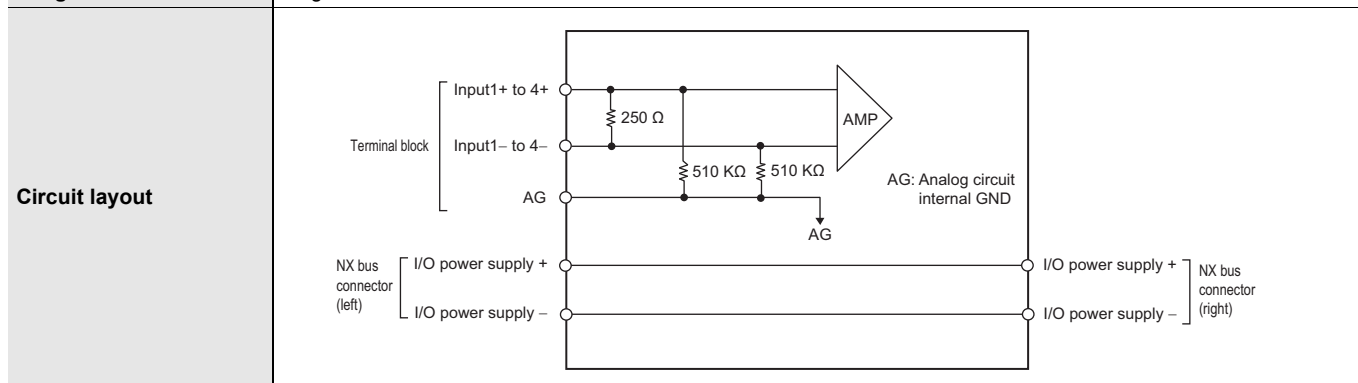 Circuit layout
Input1+ to 4+
250 Ω
AMP
Terminal block
Input1– to 4–
510 KΩ
510 KΩ
AG: Analog circuit
internal GND
AG
AG
NX bus
connector
(left)
I/O power supply +
I/O power supply –
I/O power supply +
I/O power supply –
NX bus
connector
(right)